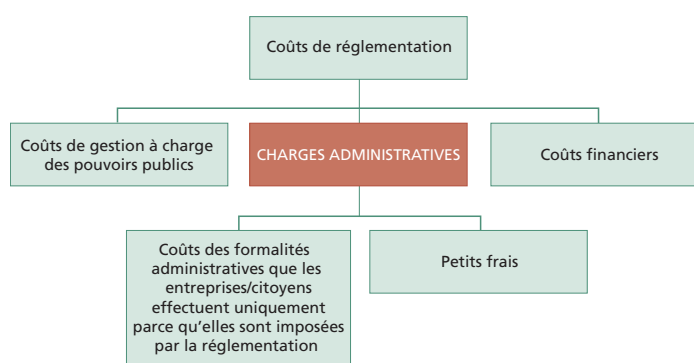 Coûts de réglementation
Coûts de gestion à charge
des pouvoirs publics
CHARGES ADMINISTRATIVES
Coûts financiers
Coûts des formalités
administratives que les
entreprises/citoyens
effectuent uniquement
parce qu'elles sont imposées
par la réglementation
Petits frais